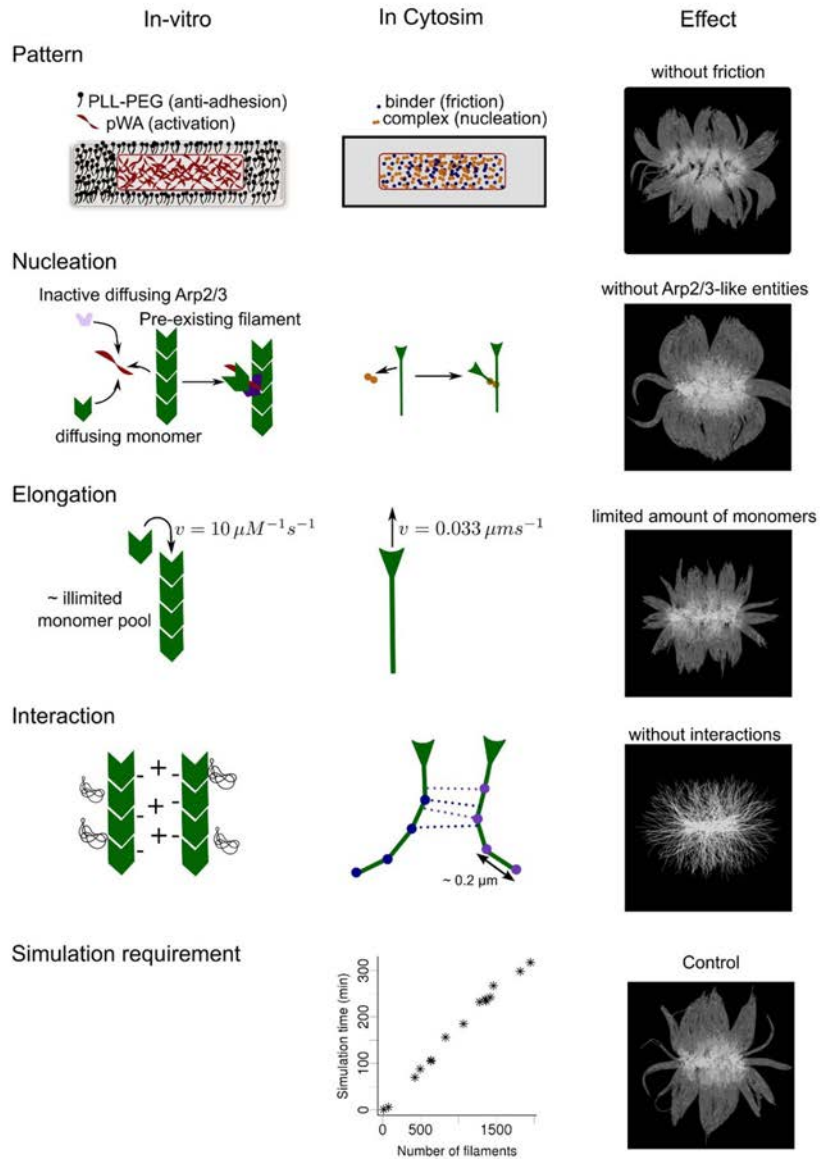 In-vitro
In Cytosim
Effect
Pattern
PLL-PEG (anti-adhesion)
pWA (activation)
binder (friction)
complex (nucleation)
without friction
Nucleation
Inactive diffusing Arp2/3
Pre-existing filament
diffusing monomer
without Arp2/3-like entities
Elongation
v = 10 μM⁻¹s⁻¹
~ illimited
monomer pool
v = 0.033 μms⁻¹
limited amount of monomers
Interaction
- + -
- + -
- + -
-
~ 0.2 µm
without interactions
Simulation requirement
Simulation time (min)
300
200
100
0
0
500
1500
Number of filaments
Control